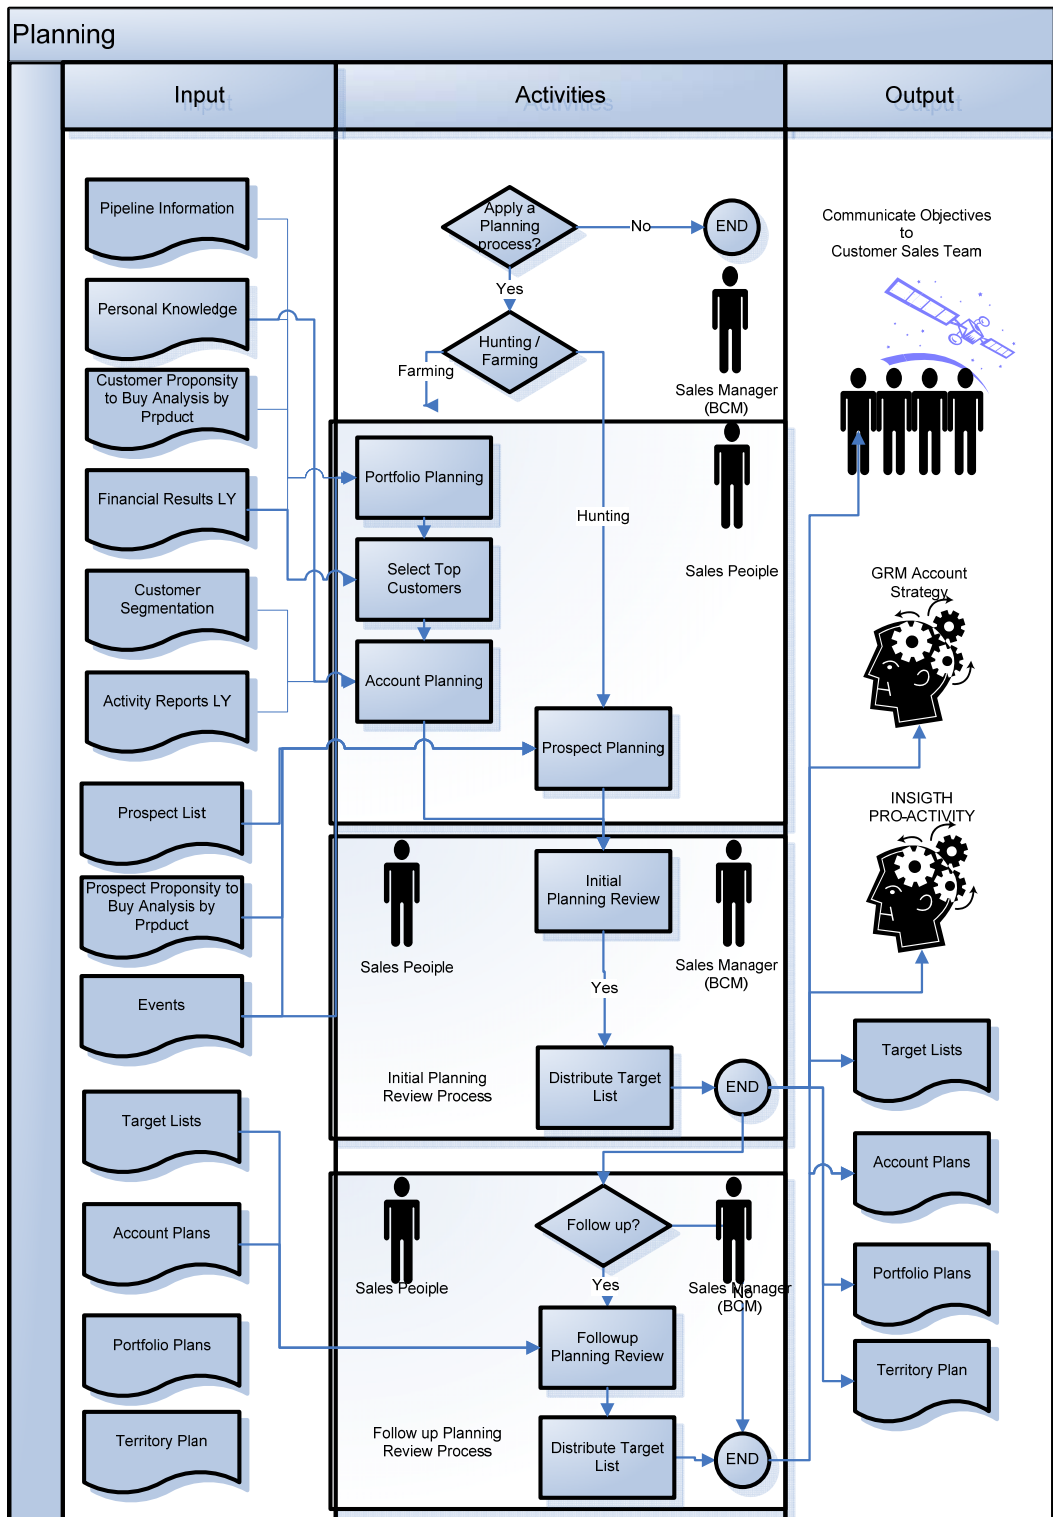 Planning
Input
Activities
Output
Pipeline Information
Personal Knowledge
Customer Proponsity
to Buy Analysis by
Prpduct
Financial Results LY
Customer
Segmentation
Activity Reports LY
Prospect List
Prospect Proponsity to
Buy Analysis by
Prpduct
Events
Target Lists
Account Plans
Portfolio Plans
Territory Plan
Apply a
Planning
process?
No
END
Yes
Hunting /
Farming
Farming
Sales Manager
(BCM)
Portfolio Planning
Hunting
Select Top
Customers
Sales Peoiple
Account Planning
Prospect Planning
Initial
Planning Review
Sales Peoiple
Sales Manager
(BCM)
Yes
Initial Planning
Review Process
Distribute Target
List
END
Follow up?
Sales Peoiple
Yes
Sales Manager
(BCM)
No
Followup
Planning Review
Follow up Planning
Review Process
Distribute Target
List
END
Communicate Objectives
to
Customer Sales Team
GRM Account
Strategy
INSIGTH
PRO-ACTIVITY
Target Lists
Account Plans
Portfolio Plans
Territory Plan